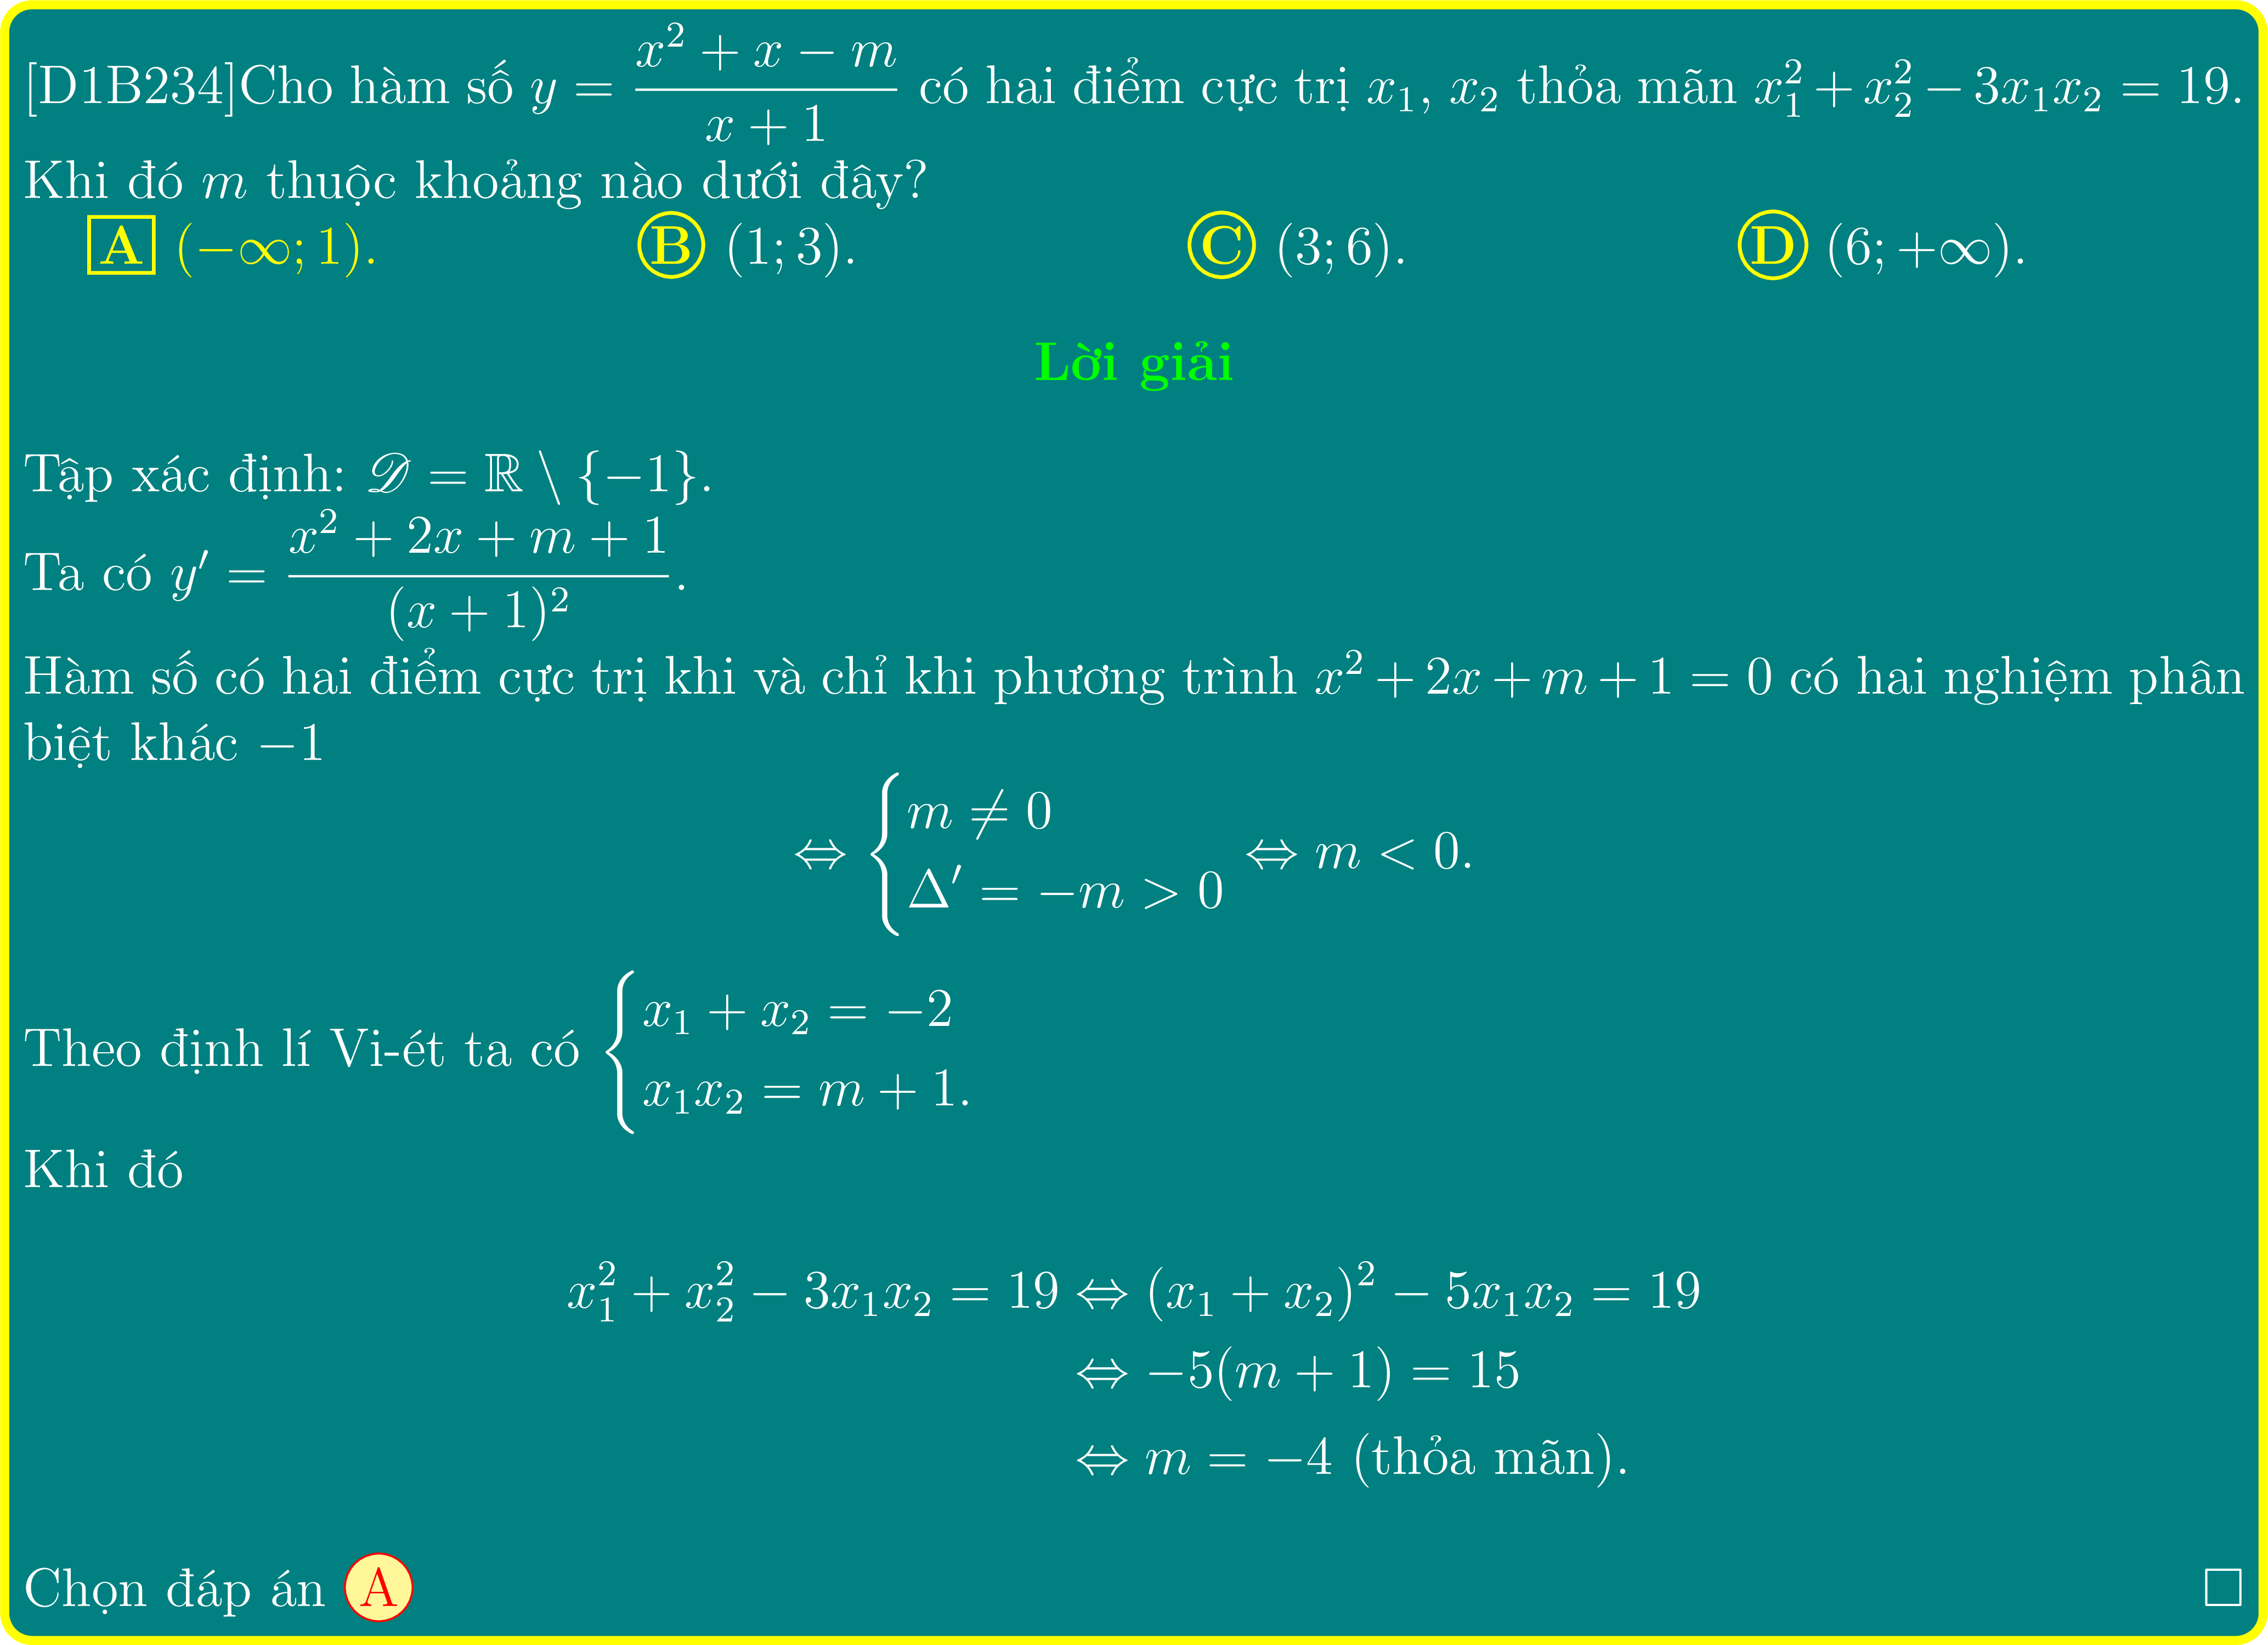 [D1B234]Cho hàm số $y = \dfrac{x^2 + x - m}{x + 1}$ có hai điểm cực trị $x_1$, $x_2$ thỏa mãn $x_1^2 + x_2^2 - 3x_1x_2 = 19$.
Khi đó $m$ thuộc khoảng nào dưới đây?
A $(-\infty; 1)$. B $(1; 3)$. C $(3; 6)$. D $(6; +\infty)$.
Lời giải
Tập xác định: $\mathscr{D} = \mathbb{R} \setminus \{-1\}$.
Ta có $y' = \dfrac{x^2 + 2x + m + 1}{(x + 1)^2}$.
Hàm số có hai điểm cực trị khi và chỉ khi phương trình $x^2 + 2x + m + 1 = 0$ có hai nghiệm phân
biệt khác $-1$
$\Leftrightarrow \begin{cases} m \neq 0 \\ \Delta' = -m > 0 \end{cases} \Leftrightarrow m < 0.$
Theo định lí Vi-ét ta có $\begin{cases} x_1 + x_2 = -2 \\ x_1x_2 = m + 1. \end{cases}$
Khi đó
$x_1^2 + x_2^2 - 3x_1x_2 = 19 \Leftrightarrow (x_1 + x_2)^2 - 5x_1x_2 = 19$
$\Leftrightarrow -5(m + 1) = 15$
$\Leftrightarrow m = -4$ (thỏa mãn).
Chọn đáp án A □